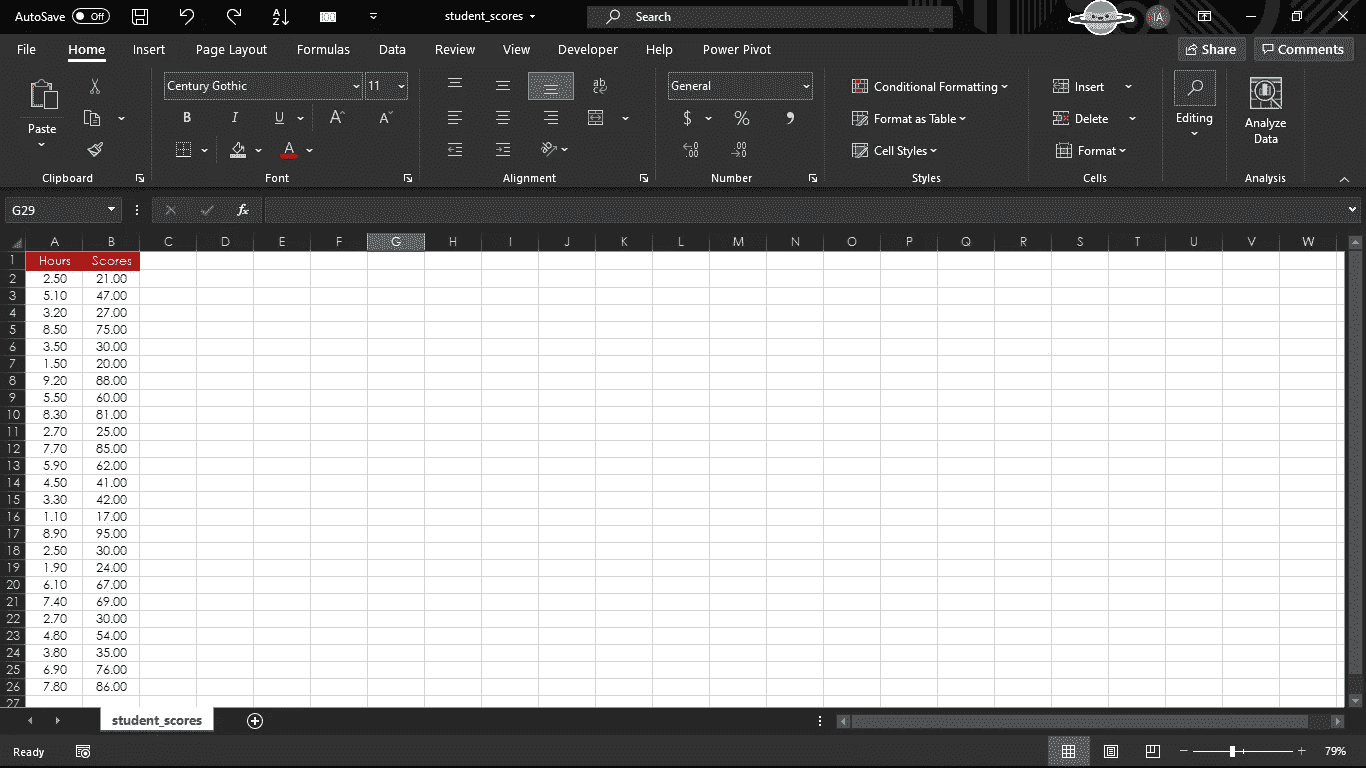 AutoSave Off student_scores Search IA
File Home Insert Page Layout Formulas Data Review View Developer Help Power Pivot Share Comments
Century Gothic 11 ab General Conditional Formatting Insert
Paste B I U A A $ % 9 Format as Table Delete Editing Analyze Data
A Cell Styles Format
Clipboard Font Alignment Number Styles Cells Analysis
G29 fx
A B C D E F G H I J K L M N O P Q R S T U V W
1 Hours Scores
2 2.50 21.00
3 5.10 47.00
4 3.20 27.00
5 8.50 75.00
6 3.50 30.00
7 1.50 20.00
8 9.20 88.00
9 5.50 60.00
10 8.30 81.00
11 2.70 25.00
12 7.70 85.00
13 5.90 62.00
14 4.50 41.00
15 3.30 42.00
16 1.10 17.00
17 8.90 95.00
18 2.50 30.00
19 1.90 24.00
20 6.10 67.00
21 7.40 69.00
22 2.70 30.00
23 4.80 54.00
24 3.80 35.00
25 6.90 76.00
26 7.80 86.00
27
student_scores
Ready 79%